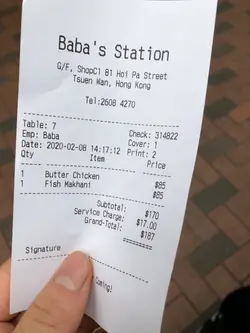 Baba's Station
G/F, ShopC1 81 Hoi Pa Street
Tsuen Wan, Hong Kong
Tel:2608 4270
Table: 7 Check: 314822
Emp: Baba Cover: 1
Date: 2020-02-08 14:17:12 Print: 2
Qty Item Price
1 Butter Chicken $85
1 Fish Makhani $85
Subtotal: $170
Service Charge: $17.00
Grand-Total: $187
========
Signature
Coming!